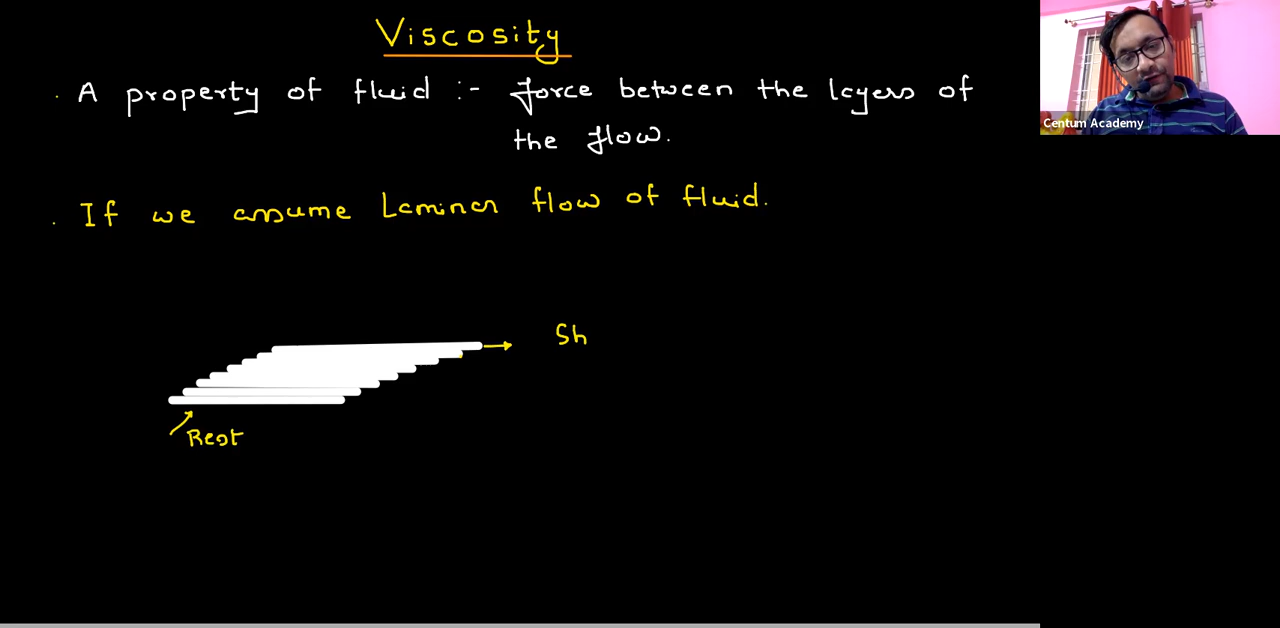 Viscosity
. A property of fluid :- force between the layers of
the flow.
. If we assume Laminar flow of fluid.
Sh
Rest
Centum Academy